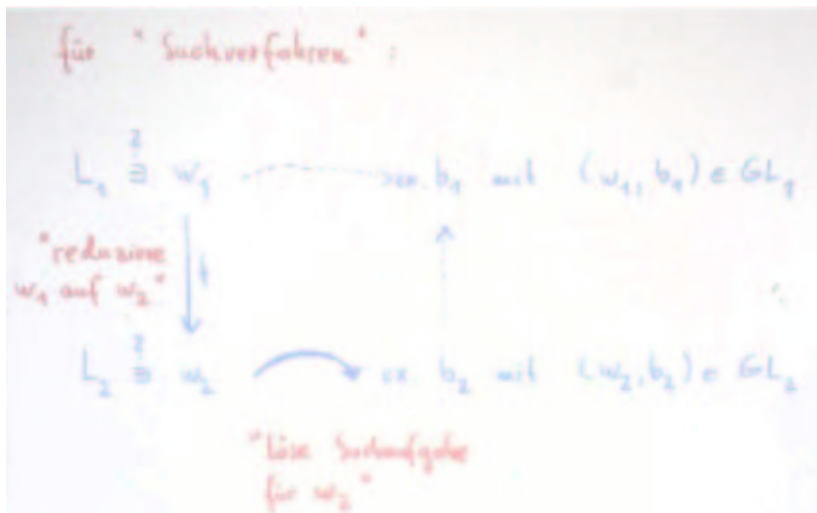 für "Suchverfahren" :
L₁ ∋? w₁ ex. b₁ mit (w₁, b₁) ∈ GL₁
"reduziere
w₁ auf w₂"
f
L₂ ∋? w₂ ex. b₂ mit (w₂, b₂) ∈ GL₂
"löse Suchaufgabe
für w₂"